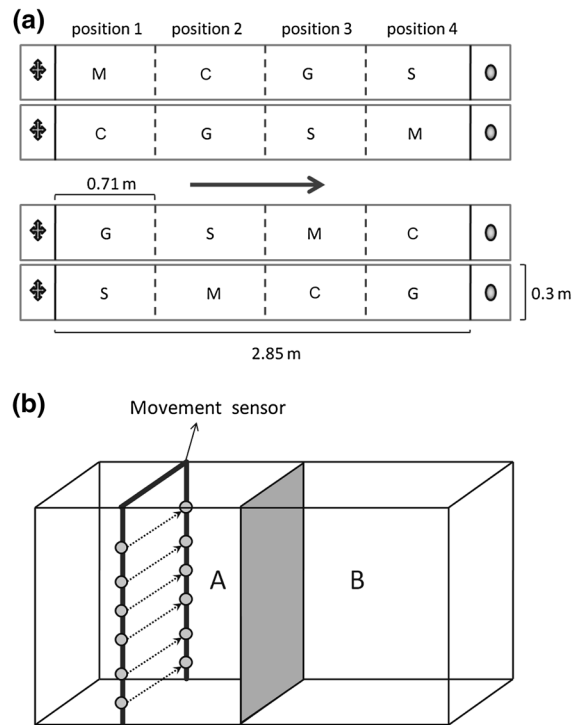 (a)
position 1 position 2 position 3 position 4
M C G S
C G S M
0.71 m
G S M C
S M C G
0.3 m
2.85 m
(b)
Movement sensor
A B